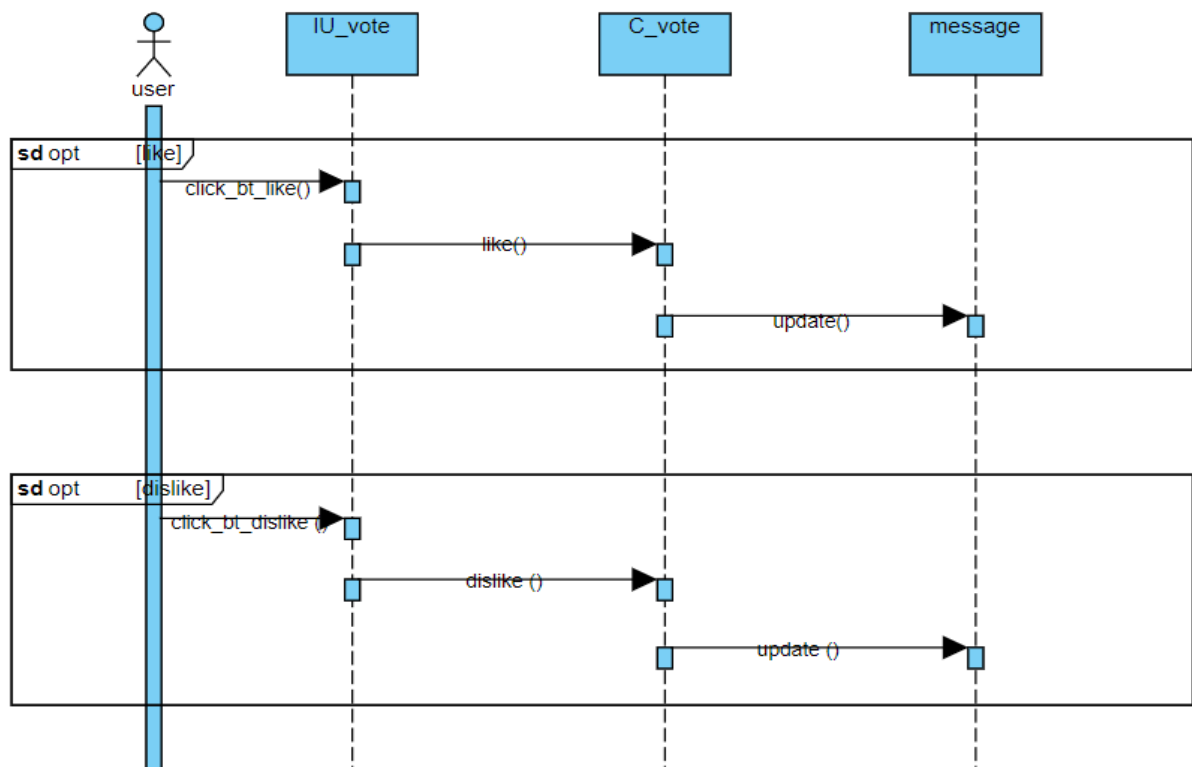 IU_vote
C_vote
message
user
sd opt [like]
click_bt_like()
like()
update()
sd opt [dislike]
click_bt_dislike ()
dislike ()
update ()